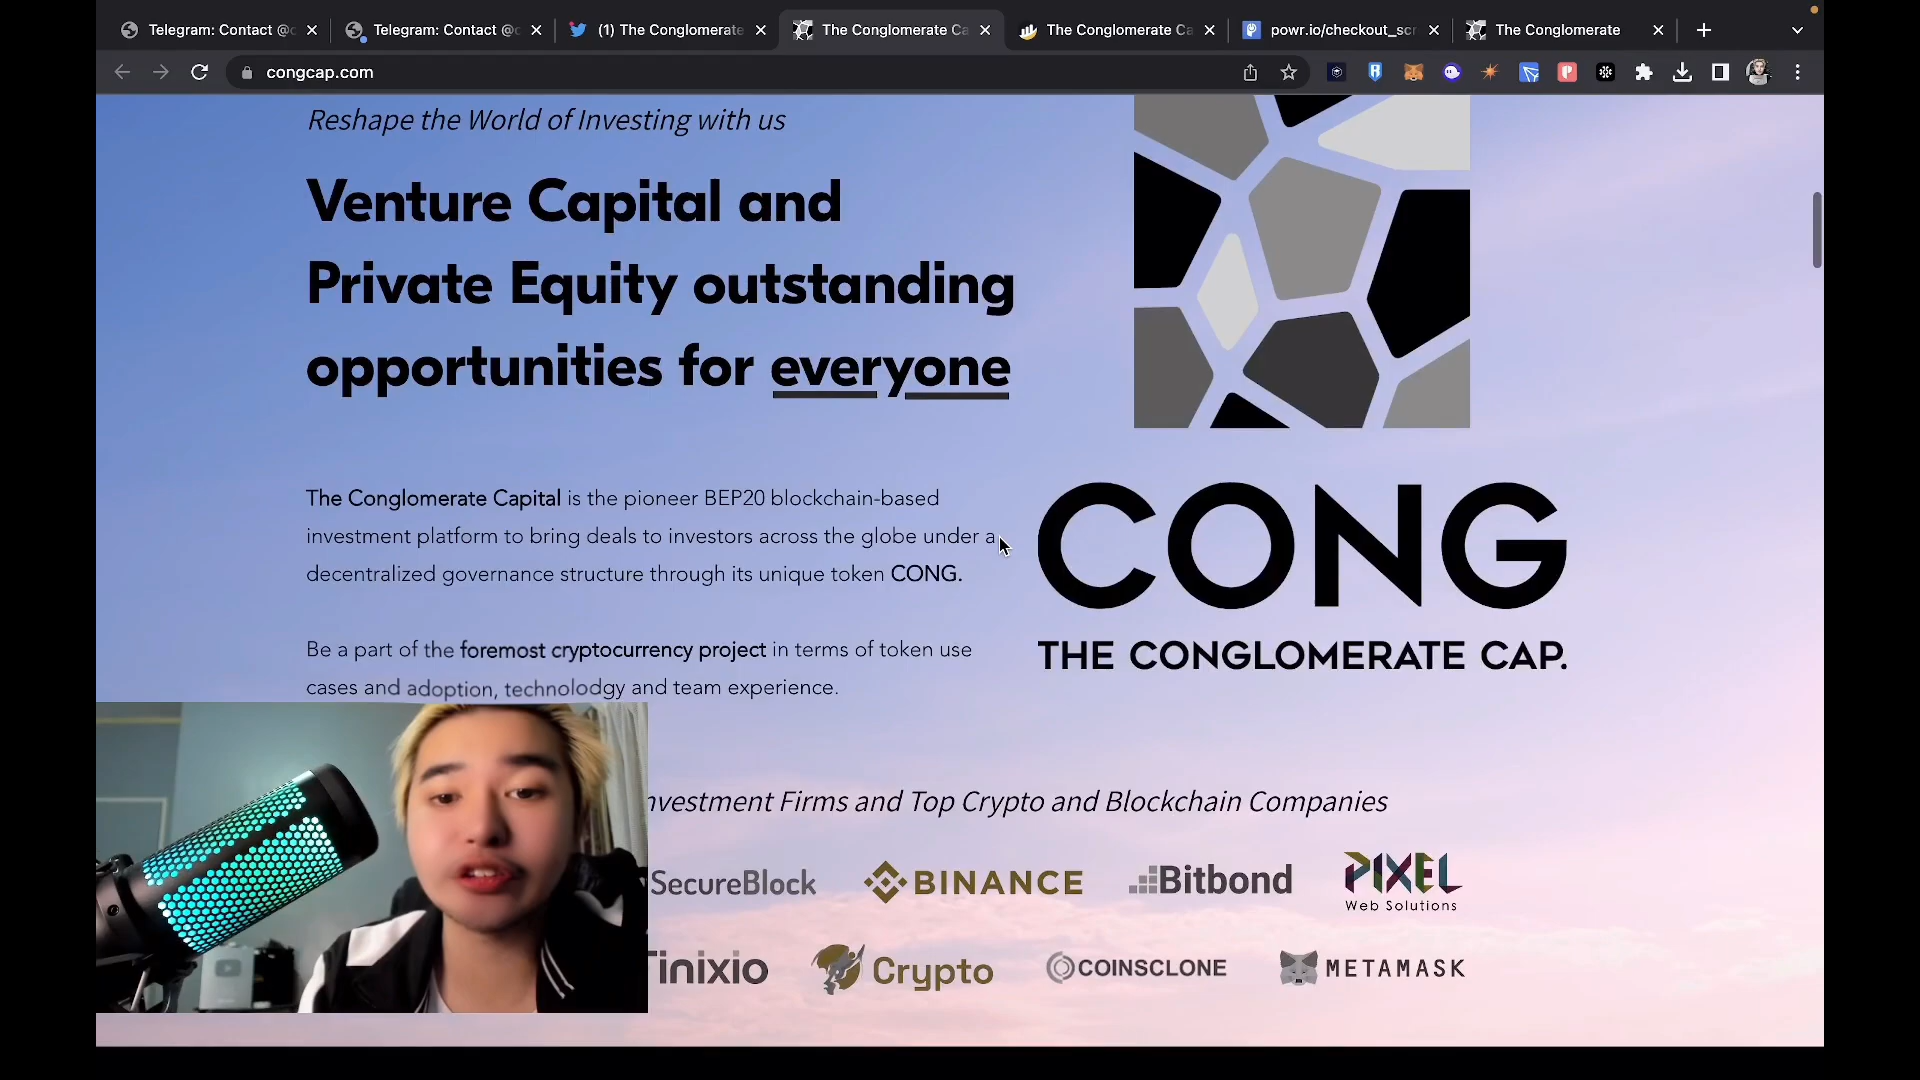 Telegram: Contact @c
Telegram: Contact @c
(1) The Conglomerate
The Conglomerate Ca
The Conglomerate Ca
powr.io/checkout_scr
The Conglomerate
congcap.com
Reshape the World of Investing with us
Venture Capital and
Private Equity outstanding
opportunities for everyone
The Conglomerate Capital is the pioneer BEP20 blockchain-based
investment platform to bring deals to investors across the globe under a
decentralized governance structure through its unique token CONG.
Be a part of the foremost cryptocurrency project in terms of token use
cases and adoption, technolodgy and team experience.
CONG
THE CONGLOMERATE CAP.
nvestment Firms and Top Crypto and Blockchain Companies
SecureBlock
BINANCE
Bitbond
PIXEL
Web Solutions
Tinixio
Crypto
COINSCLONE
METAMASK